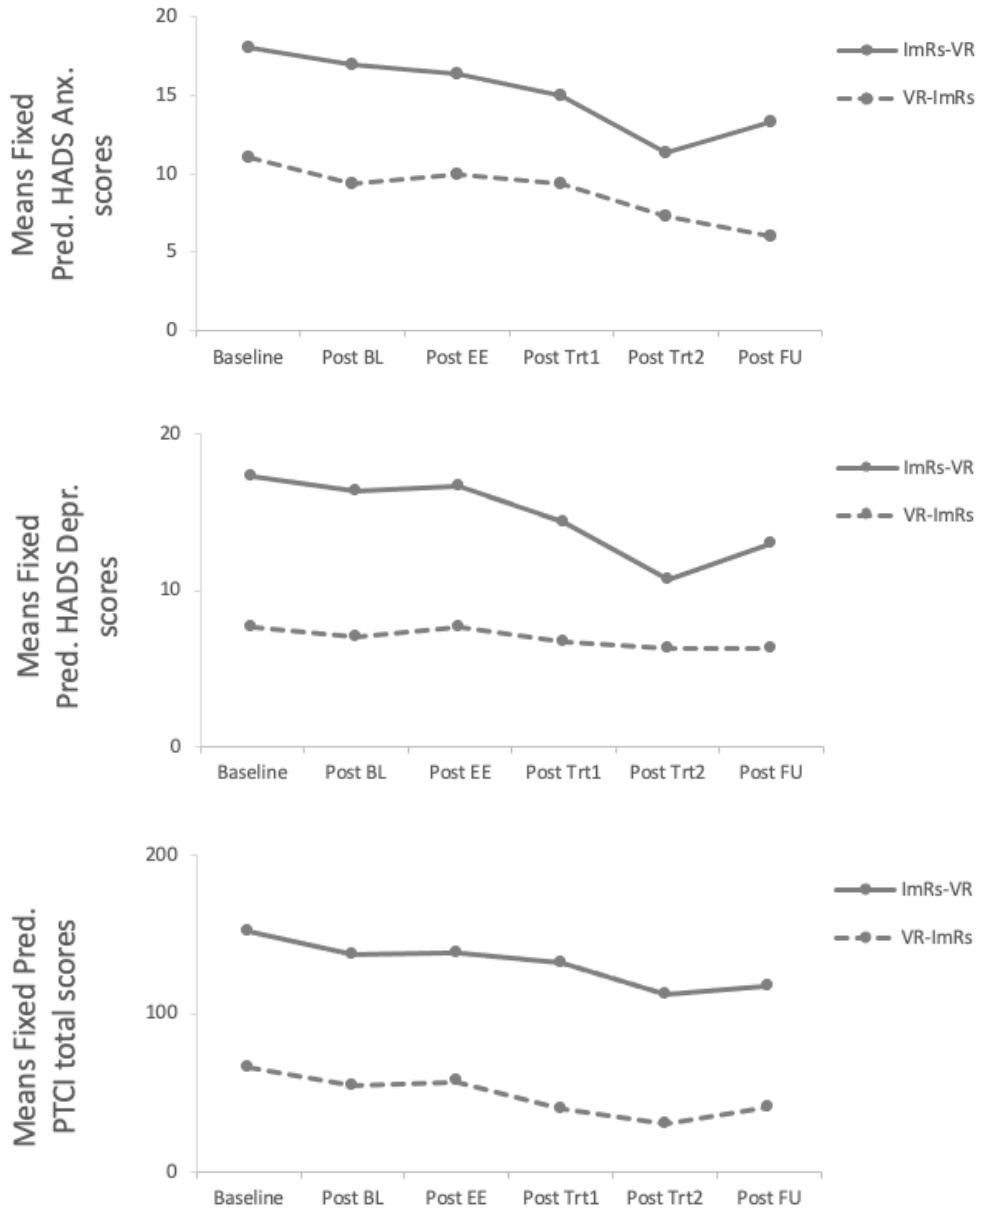 Means Fixed
Pred. HADS Anx.
scores
20
15
10
5
0
Baseline Post BL Post EE Post Trt1 Post Trt2 Post FU
ImRs-VR
VR-ImRs
Means Fixed
Pred. HADS Depr.
scores
20
10
0
Baseline Post BL Post EE Post Trt1 Post Trt2 Post FU
ImRs-VR
VR-ImRs
Means Fixed Pred.
PTCI total scores
200
100
0
Baseline Post BL Post EE Post Trt1 Post Trt2 Post FU
ImRs-VR
VR-ImRs